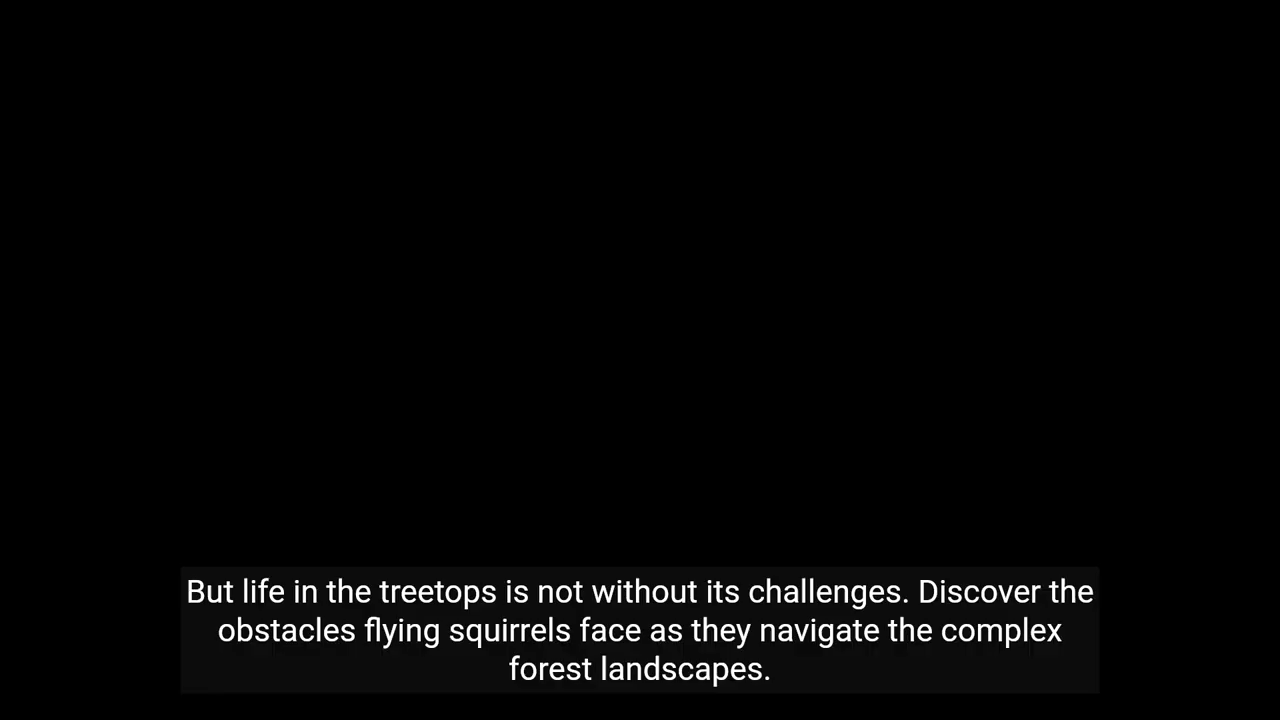 But life in the treetops is not without its challenges. Discover the
obstacles flying squirrels face as they navigate the complex
forest landscapes.